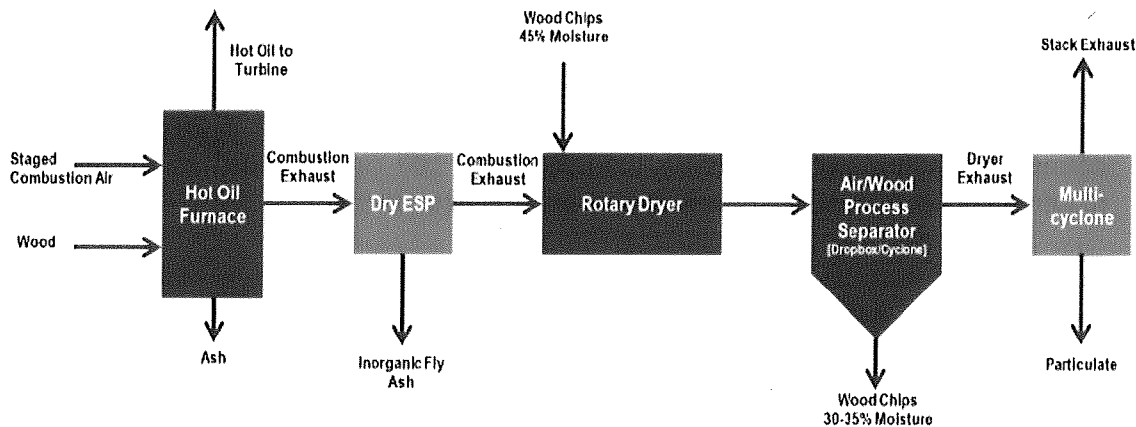 Wood Chips
45% Moisture
Stack Exhaust
Hot Oil to
Turbine
Staged
Combustion Air
Wood
Hot Oil
Furnace
Combustion
Exhaust
Dry ESP
Combustion
Exhaust
Rotary Dryer
Air/Wood
Process
Separator
[Dropbox/Cyclone]
Dryer
Exhaust
Multi-
cyclone
Ash
Inorganic Fly
Ash
Wood Chips
30-35% Moisture
Particulate